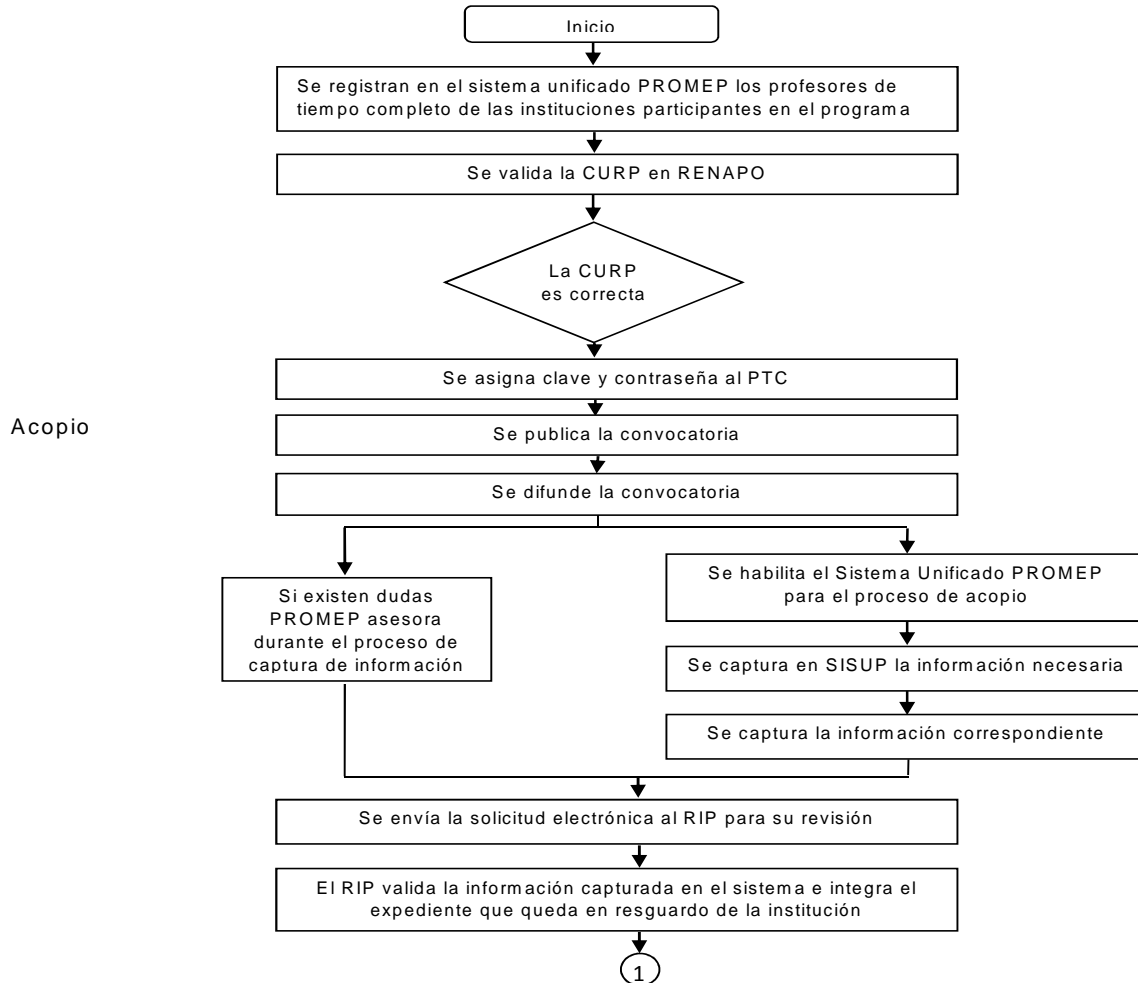 Inicio
Se registran en el sistema unificado PROMEP los profesores de
tiempo completo de las instituciones participantes en el programa
Se valida la CURP en RENAPO
La CURP
es correcta
Se asigna clave y contraseña al PTC
Acopio
Se publica la convocatoria
Se difunde la convocatoria
Si existen dudas
PROMEP asesora
durante el proceso de
captura de información
Se habilita el Sistema Unificado PROMEP
para el proceso de acopio
Se captura en SISUP la información necesaria
Se captura la información correspondiente
Se envía la solicitud electrónica al RIP para su revisión
El RIP valida la información capturada en el sistema e integra el
expediente que queda en resguardo de la institución
1